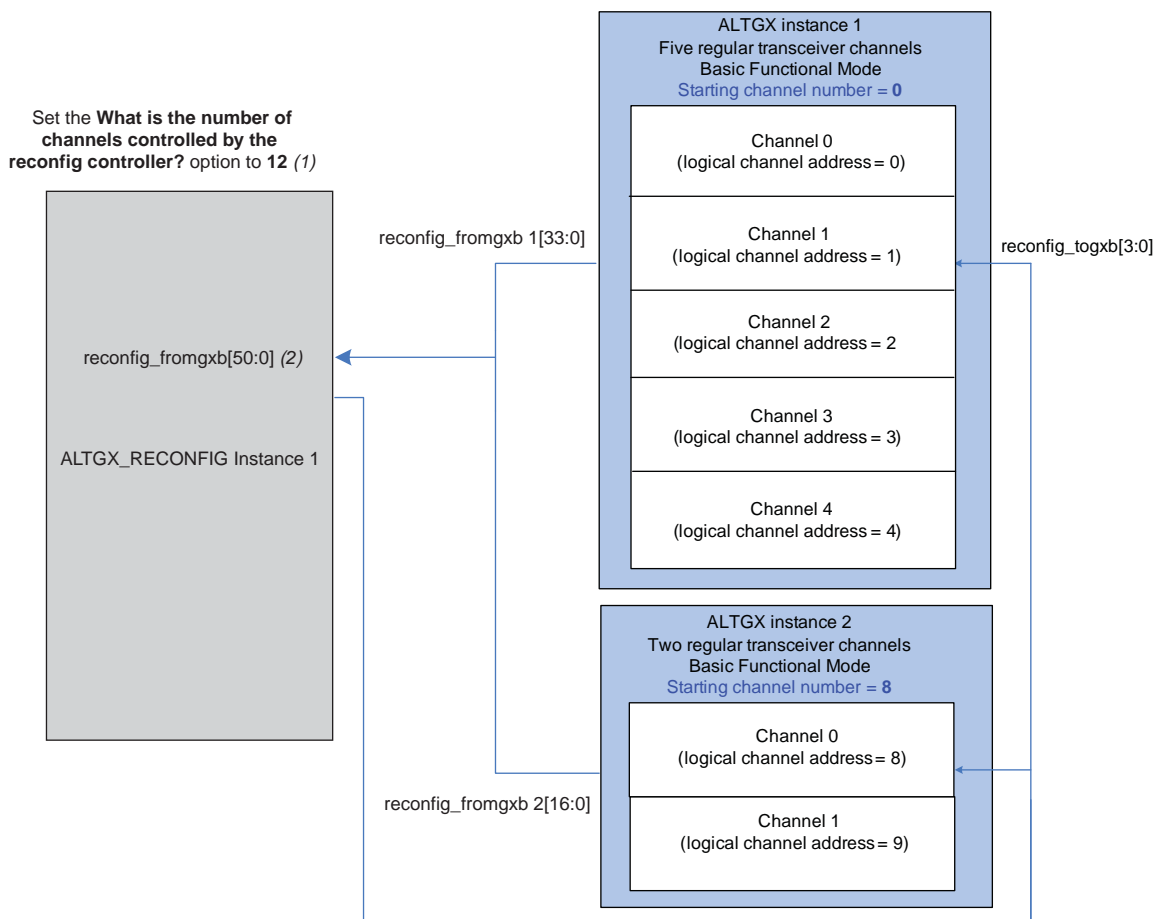 Set the What is the number of
channels controlled by the
reconfig controller? option to 12 (1)
reconfig_fromgxb[50:0] (2)
ALTGX_RECONFIG Instance 1
reconfig_fromgxb 1[33:0]
reconfig_fromgxb 2[16:0]
ALTGX instance 1
Five regular transceiver channels
Basic Functional Mode
Starting channel number = 0
Channel 0
(logical channel address = 0)
Channel 1
(logical channel address = 1)
Channel 2
(logical channel address = 2
Channel 3
(logical channel address = 3)
Channel 4
(logical channel address = 4)
reconfig_togxb[3:0]
ALTGX instance 2
Two regular transceiver channels
Basic Functional Mode
Starting channel number = 8
Channel 0
(logical channel address = 8)
Channel 1
(logical channel address = 9)